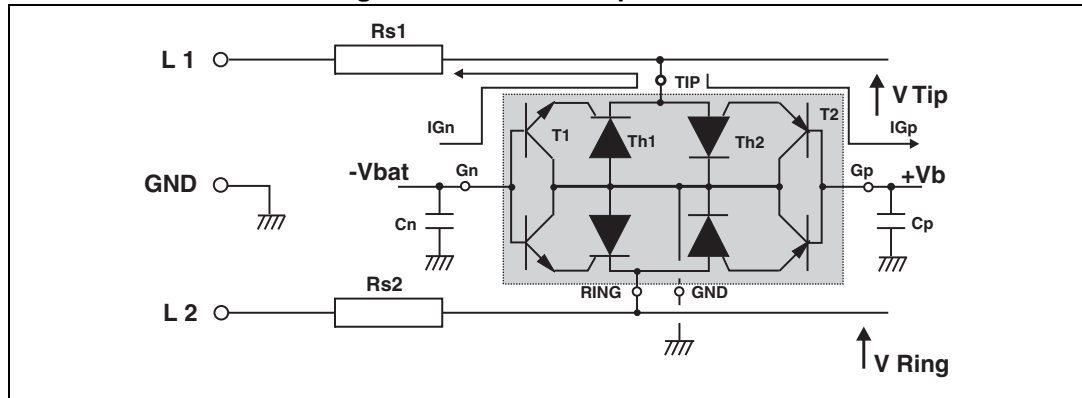 Rs1
L 1
TIP
V Tip
IGn
T1
Th1
Th2
T2
IGp
-Vbat
Gn
GND
Gp
+Vb
Cn
Cp
Rs2
RING
GND
L 2
V Ring